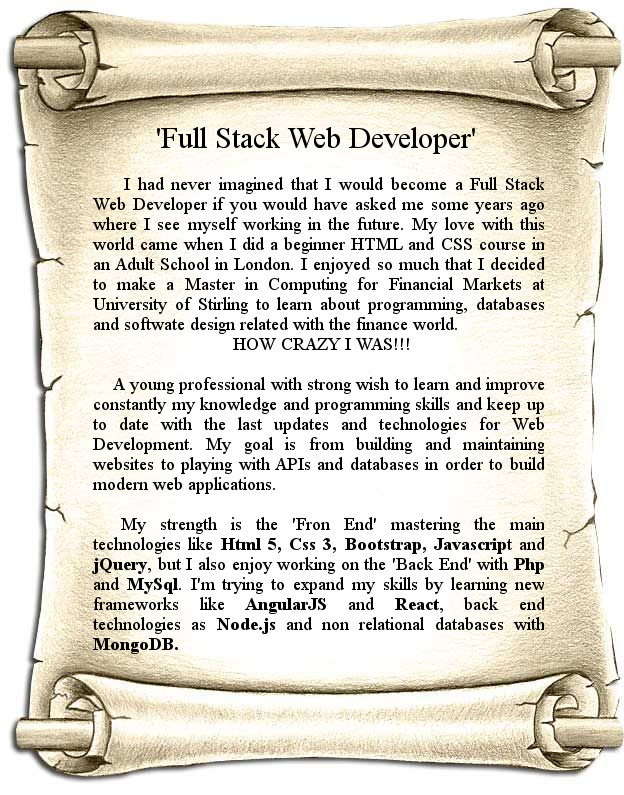 'Full Stack Web Developer'
I had never imagined that I would become a Full Stack
Web Developer if you would have asked me some years ago
where I see myself working in the future. My love with this
world came when I did a beginner HTML and CSS course in
an Adult School in London. I enjoyed so much that I decided
to make a Master in Computing for Financial Markets at
University of Stirling to learn about programming, databases
and softwate design related with the finance world.
HOW CRAZY I WAS!!!
A young professional with strong wish to learn and improve
constantly my knowledge and programming skills and keep up
to date with the last updates and technologies for Web
Development. My goal is from building and maintaining
websites to playing with APIs and databases in order to build
modern web applications.
My strength is the 'Fron End' mastering the main
technologies like Html 5, Css 3, Bootstrap, Javascript and
jQuery, but I also enjoy working on the 'Back End' with Php
and MySql. I'm trying to expand my skills by learning new
frameworks like AngularJS and React, back end
technologies as Node.js and non relational databases with
MongoDB.